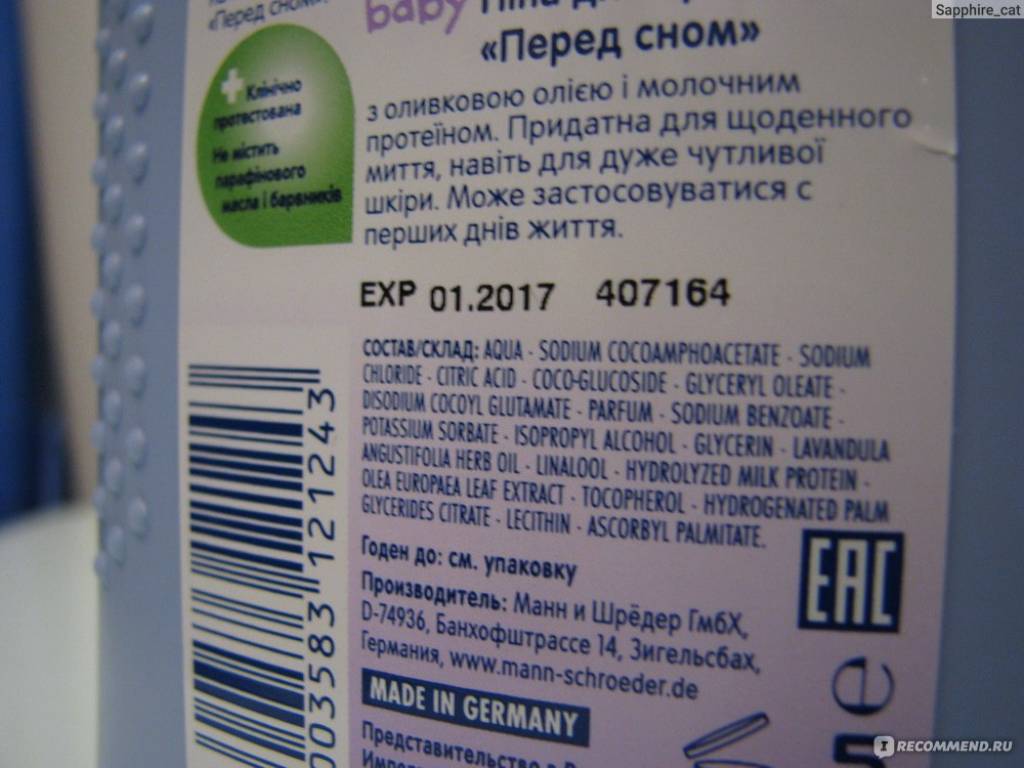 Sapphire_cat
«Перед сном»
baby
«Перед сном»
Клінічно
протестована
Не містить
парафінового
масла і барвників
з оливковою олією і молочним
протеїном. Придатна для щоденного
миття, навіть для дуже чутливої
шкіри. Може застосовуватися с
перших днів життя.
EXP 01.2017 407164
СОСТАВ/СКЛАД: AQUA - SODIUM COCOAMPHOACETATE - SODIUM
CHLORIDE - CITRIC ACID - COCO-GLUCOSIDE - GLYCERYL OLEATE -
DISODIUM COCOYL GLUTAMATE - PARFUM - SODIUM BENZOATE -
POTASSIUM SORBATE - ISOPROPYL ALCOHOL - GLYCERIN - LAVANDULA
ANGUSTIFOLIA HERB OIL - LINALOOL - HYDROLYZED MILK PROTEIN -
OLEA EUROPAEA LEAF EXTRACT - TOCOPHEROL - HYDROGENATED PALM
GLYCERIDES CITRATE - LECITHIN - ASCORBYL PALMITATE.
Годен до: см. упаковку
Производитель: Манн и Шрёдер ГмбХ,
D-74936, Банхофштрассе 14, Зигельсбах,
Германия, www.mann-schroeder.de
EAC
MADE IN GERMANY
Представительство в
003583 121243
RECOMMEND.RU